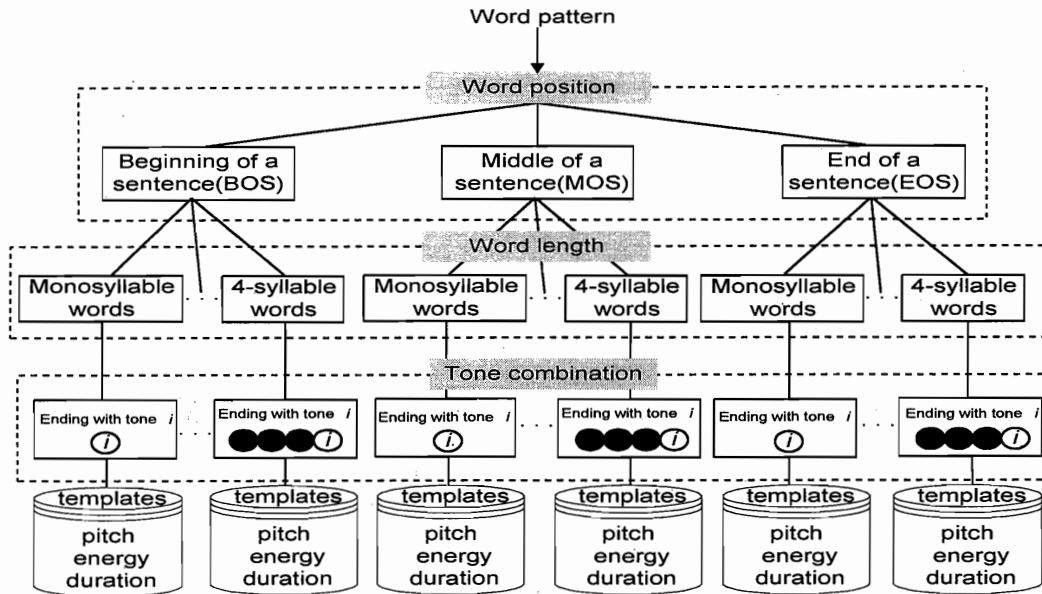 Word pattern
Word position
Beginning of a
sentence(BOS)
Middle of a
sentence(MOS)
End of a
sentence(EOS)
Word length
Monosyllable
words
4-syllable
words
Monosyllable
words
4-syllable
words
Monosyllable
words
4-syllable
words
Tone combination
Ending with tone i
i
Ending with tone i
i
Ending with tone i
i
Ending with tone i
i
Ending with tone i
i
Ending with tone i
i
templates
pitch
energy
duration
templates
pitch
energy
duration
templates
pitch
energy
duration
templates
pitch
energy
duration
templates
pitch
energy
duration
templates
pitch
energy
duration